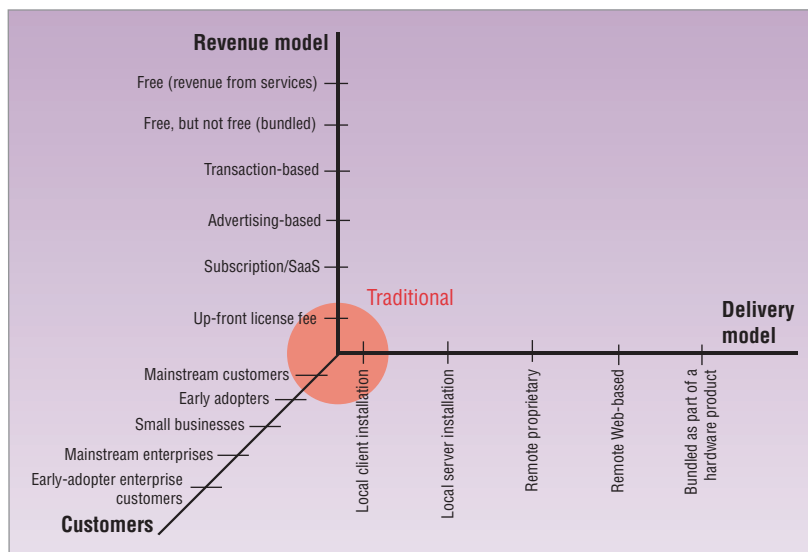 Revenue model
Free (revenue from services)
Free, but not free (bundled)
Transaction-based
Advertising-based
Subscription/SaaS
Up-front license fee
Traditional
Delivery
model
Mainstream customers
Early adopters
Small businesses
Mainstream enterprises
Early-adopter enterprise
customers
Customers
Local client installation
Local server installation
Remote proprietary
Remote Web-based
Bundled as part of a
hardware product